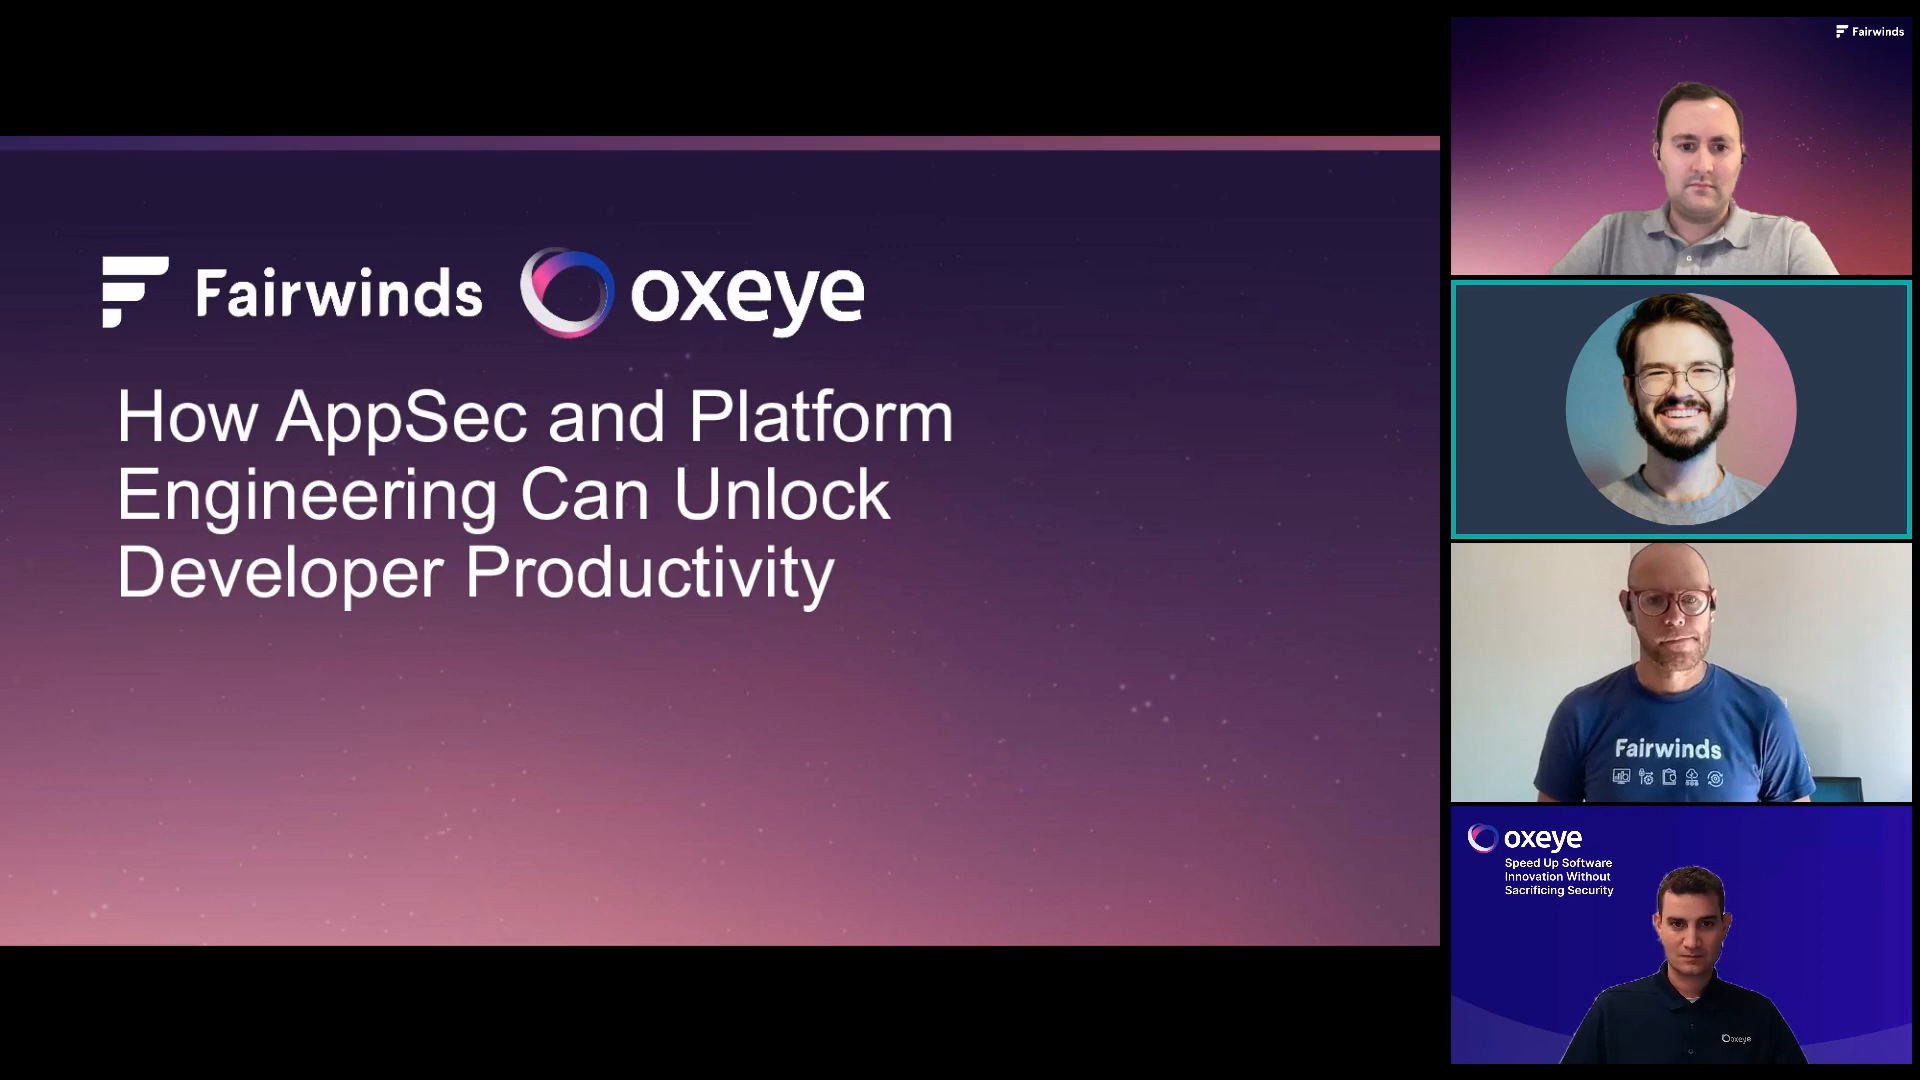 Fairwinds oxeye
How AppSec and Platform
Engineering Can Unlock
Developer Productivity
Fairwinds
Fairwinds
oxeye
Speed Up Software
Innovation Without
Sacrificing Security
oxeye